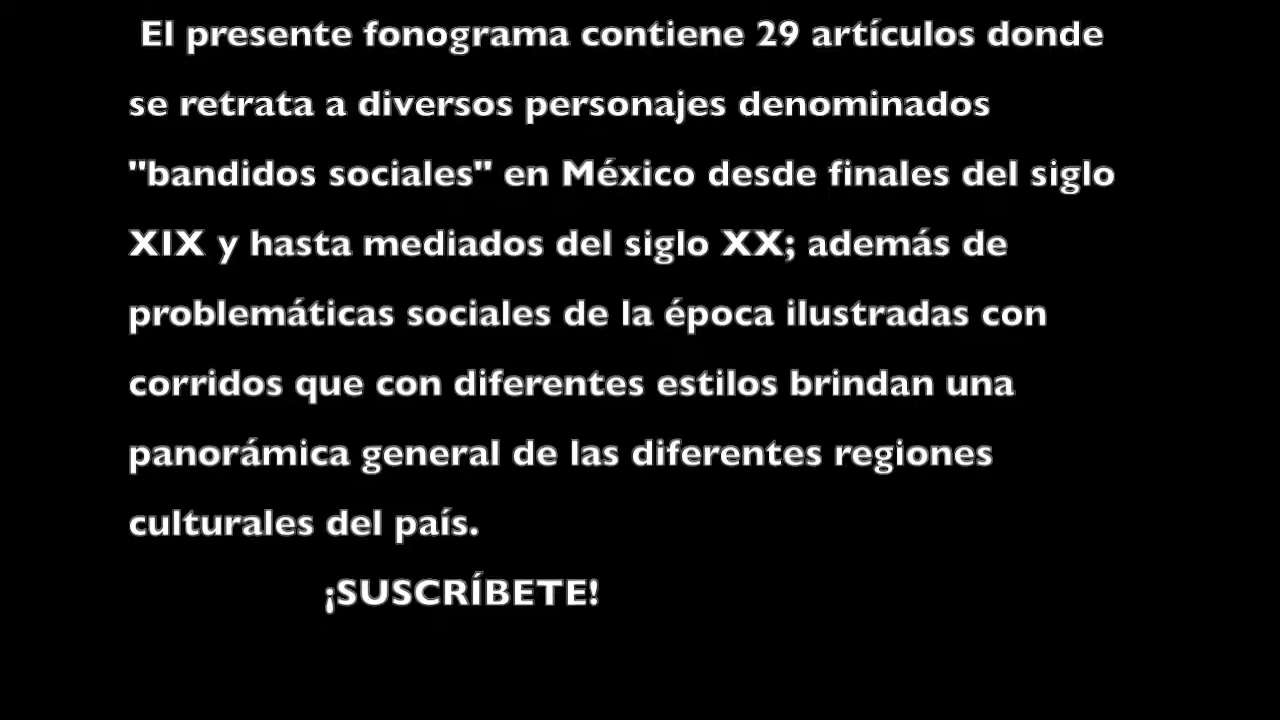 El presente fonograma contiene 29 artículos donde
se retrata a diversos personajes denominados
"bandidos sociales" en México desde finales del siglo
XIX y hasta mediados del siglo XX; además de
problemáticas sociales de la época ilustradas con
corridos que con diferentes estilos brindan una
panorámica general de las diferentes regiones
culturales del país.
¡SUSCRÍBETE!